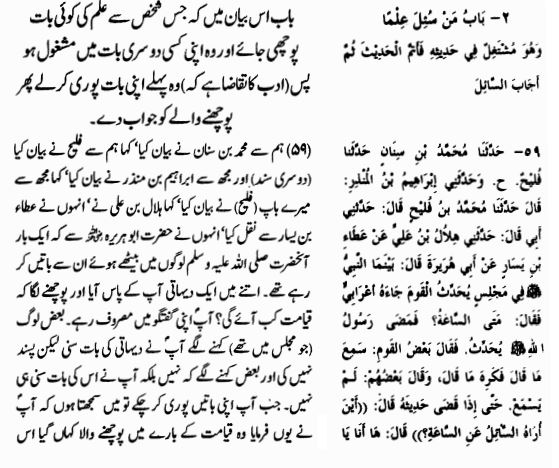 ٢- بَابُ مَنْ سُئِلَ عِلْمًا
وَهُوَ مُشْتَغِلٌ فِي حَدِيثِهِ فَأَتَمَّ الْحَدِيثَ ثُمَّ
أَجَابَ السَّائِلَ
٥٩- حَدَّثَنَا مُحَمَّدُ بْنُ سِنَانٍ حَدَّثَنَا
فُلَيْحٌ. ح. وَحَدَّثَنِي إِبْرَاهِيمُ بْنُ الْمُنْذِرِ:
قَالَ حَدَّثَنَا مُحَمَّدُ بْنُ فُلَيْحٍ قَالَ: حَدَّثَنِي
أَبِي قَالَ: حَدَّثَنِي هِلَالُ بْنُ عَلِيٍّ عَنْ عَطَاءِ
بْنِ يَسَارٍ عَنْ أَبِي هُرَيْرَةَ قَالَ: بَيْنَمَا النَّبِيُّ
ﷺ فِي مَجْلِسٍ يُحَدِّثُ الْقَوْمَ جَاءَهُ أَعْرَابِيٌّ
فَقَالَ: مَتَى السَّاعَةُ؟ فَمَضَى رَسُولُ
اللهِ ﷺ يُحَدِّثُ. فَقَالَ بَعْضُ الْقَوْمِ: سَمِعَ
مَا قَالَ فَكَرِهَ مَا قَالَ، وَقَالَ بَعْضُهُمْ: لَمْ
يَسْمَعْ. حَتَّى إِذَا قَضَى حَدِيثَهُ قَالَ: ((أَيْنَ
أُرَاهُ السَّائِلُ عَنِ السَّاعَةِ؟)) قَالَ: هَا أَنَا يَا
باب اس بیان میں کہ جس شخص سے علم کی کوئی بات
پوچھی جائے اور وہ اپنی کسی دوسری بات میں مشغول ہو
پس (ادب کا تقاضا ہے کہ) وہ پہلے اپنی بات پوری کرلے پھر
پوچھنے والے کو جواب دے۔
(۵۹) ہم سے محمد بن سنان نے بیان کیا' کہا ہم سے فلیح نے بیان کیا
(دوسری سند) اور مجھ سے ابراہیم بن منذر نے بیان کیا' کہا مجھ سے
میرے باپ (فلیح) نے بیان کیا' کہا ہلال بن علی نے' انہوں نے عطاء
بن یسار سے نقل کیا' انہوں نے حضرت ابو ہریرہ رضی اللہ عنہ سے کہ ایک بار
آنحضرت صلی اللہ علیہ وسلم لوگوں میں بیٹھے ہوئے ان سے باتیں کر
رہے تھے۔ اتنے میں ایک دیہاتی آپ کے پاس آیا اور پوچھنے لگا کہ
قیامت کب آئے گی؟ آپؐ اپنی گفتگو میں مصروف رہے۔ بعض لوگ
(جو مجلس میں تھے) کہنے لگے آپؐ نے دیہاتی کی بات سنی لیکن پسند
نہیں کی اور بعض کہنے لگے کہ نہیں بلکہ آپؐ نے اس کی بات سنی ہی
نہیں۔ جب آپ اپنی باتیں پوری کر چکے تو میں سمجھتا ہوں کہ آپؐ
نے یوں فرمایا وہ قیامت کے بارے میں پوچھنے والا کہاں گیا اس